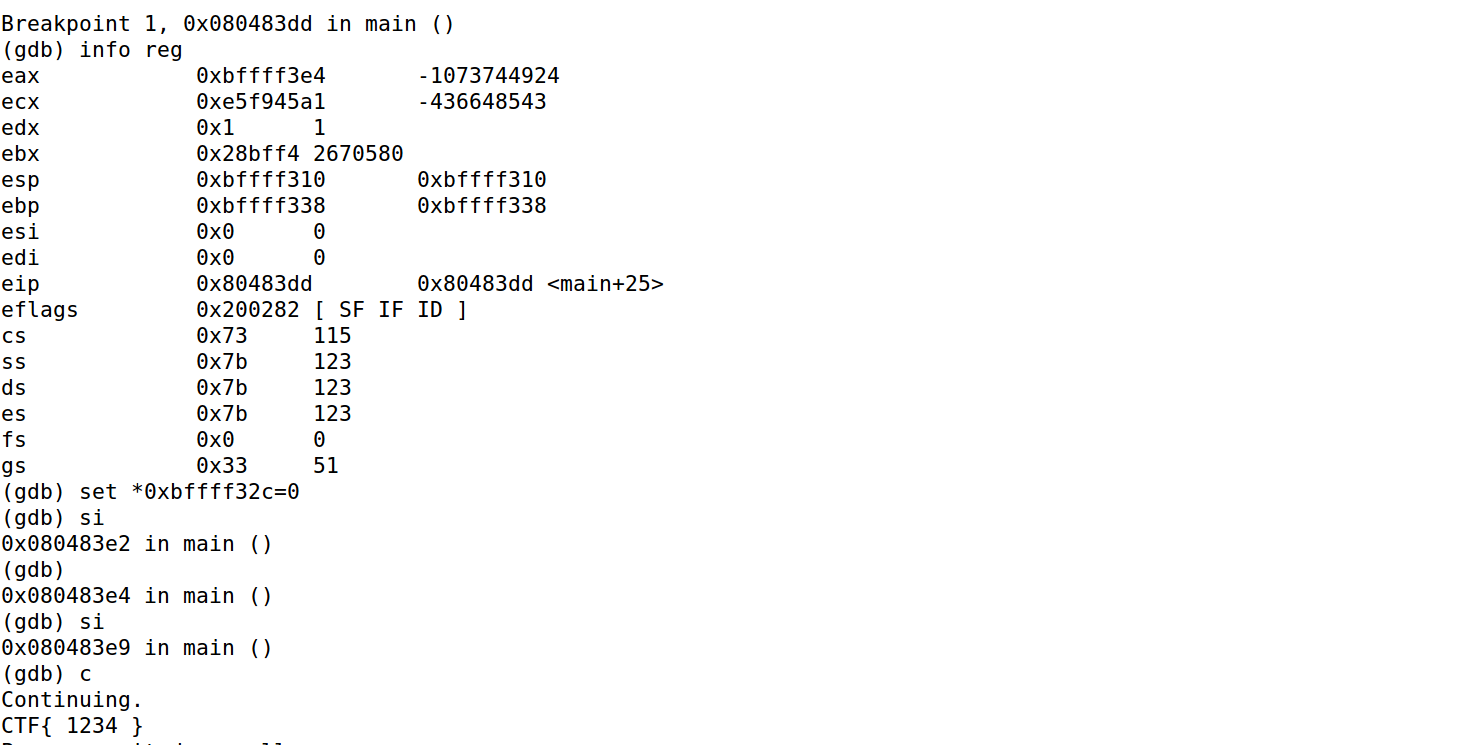 Breakpoint 1, 0x080483dd in main ()
(gdb) info reg
eax            0xbffff3e4       -1073744924
ecx            0xe5f945a1       -436648543
edx            0x1      1
ebx            0x28bff4 2670580
esp            0xbffff310       0xbffff310
ebp            0xbffff338       0xbffff338
esi            0x0      0
edi            0x0      0
eip            0x80483dd        0x80483dd <main+25>
eflags         0x200282 [ SF IF ID ]
cs             0x73     115
ss             0x7b     123
ds             0x7b     123
es             0x7b     123
fs             0x0      0
gs             0x33     51
(gdb) set *0xbffff32c=0
(gdb) si
0x080483e2 in main ()
(gdb)
0x080483e4 in main ()
(gdb) si
0x080483e9 in main ()
(gdb) c
Continuing.
CTF{ 1234 }